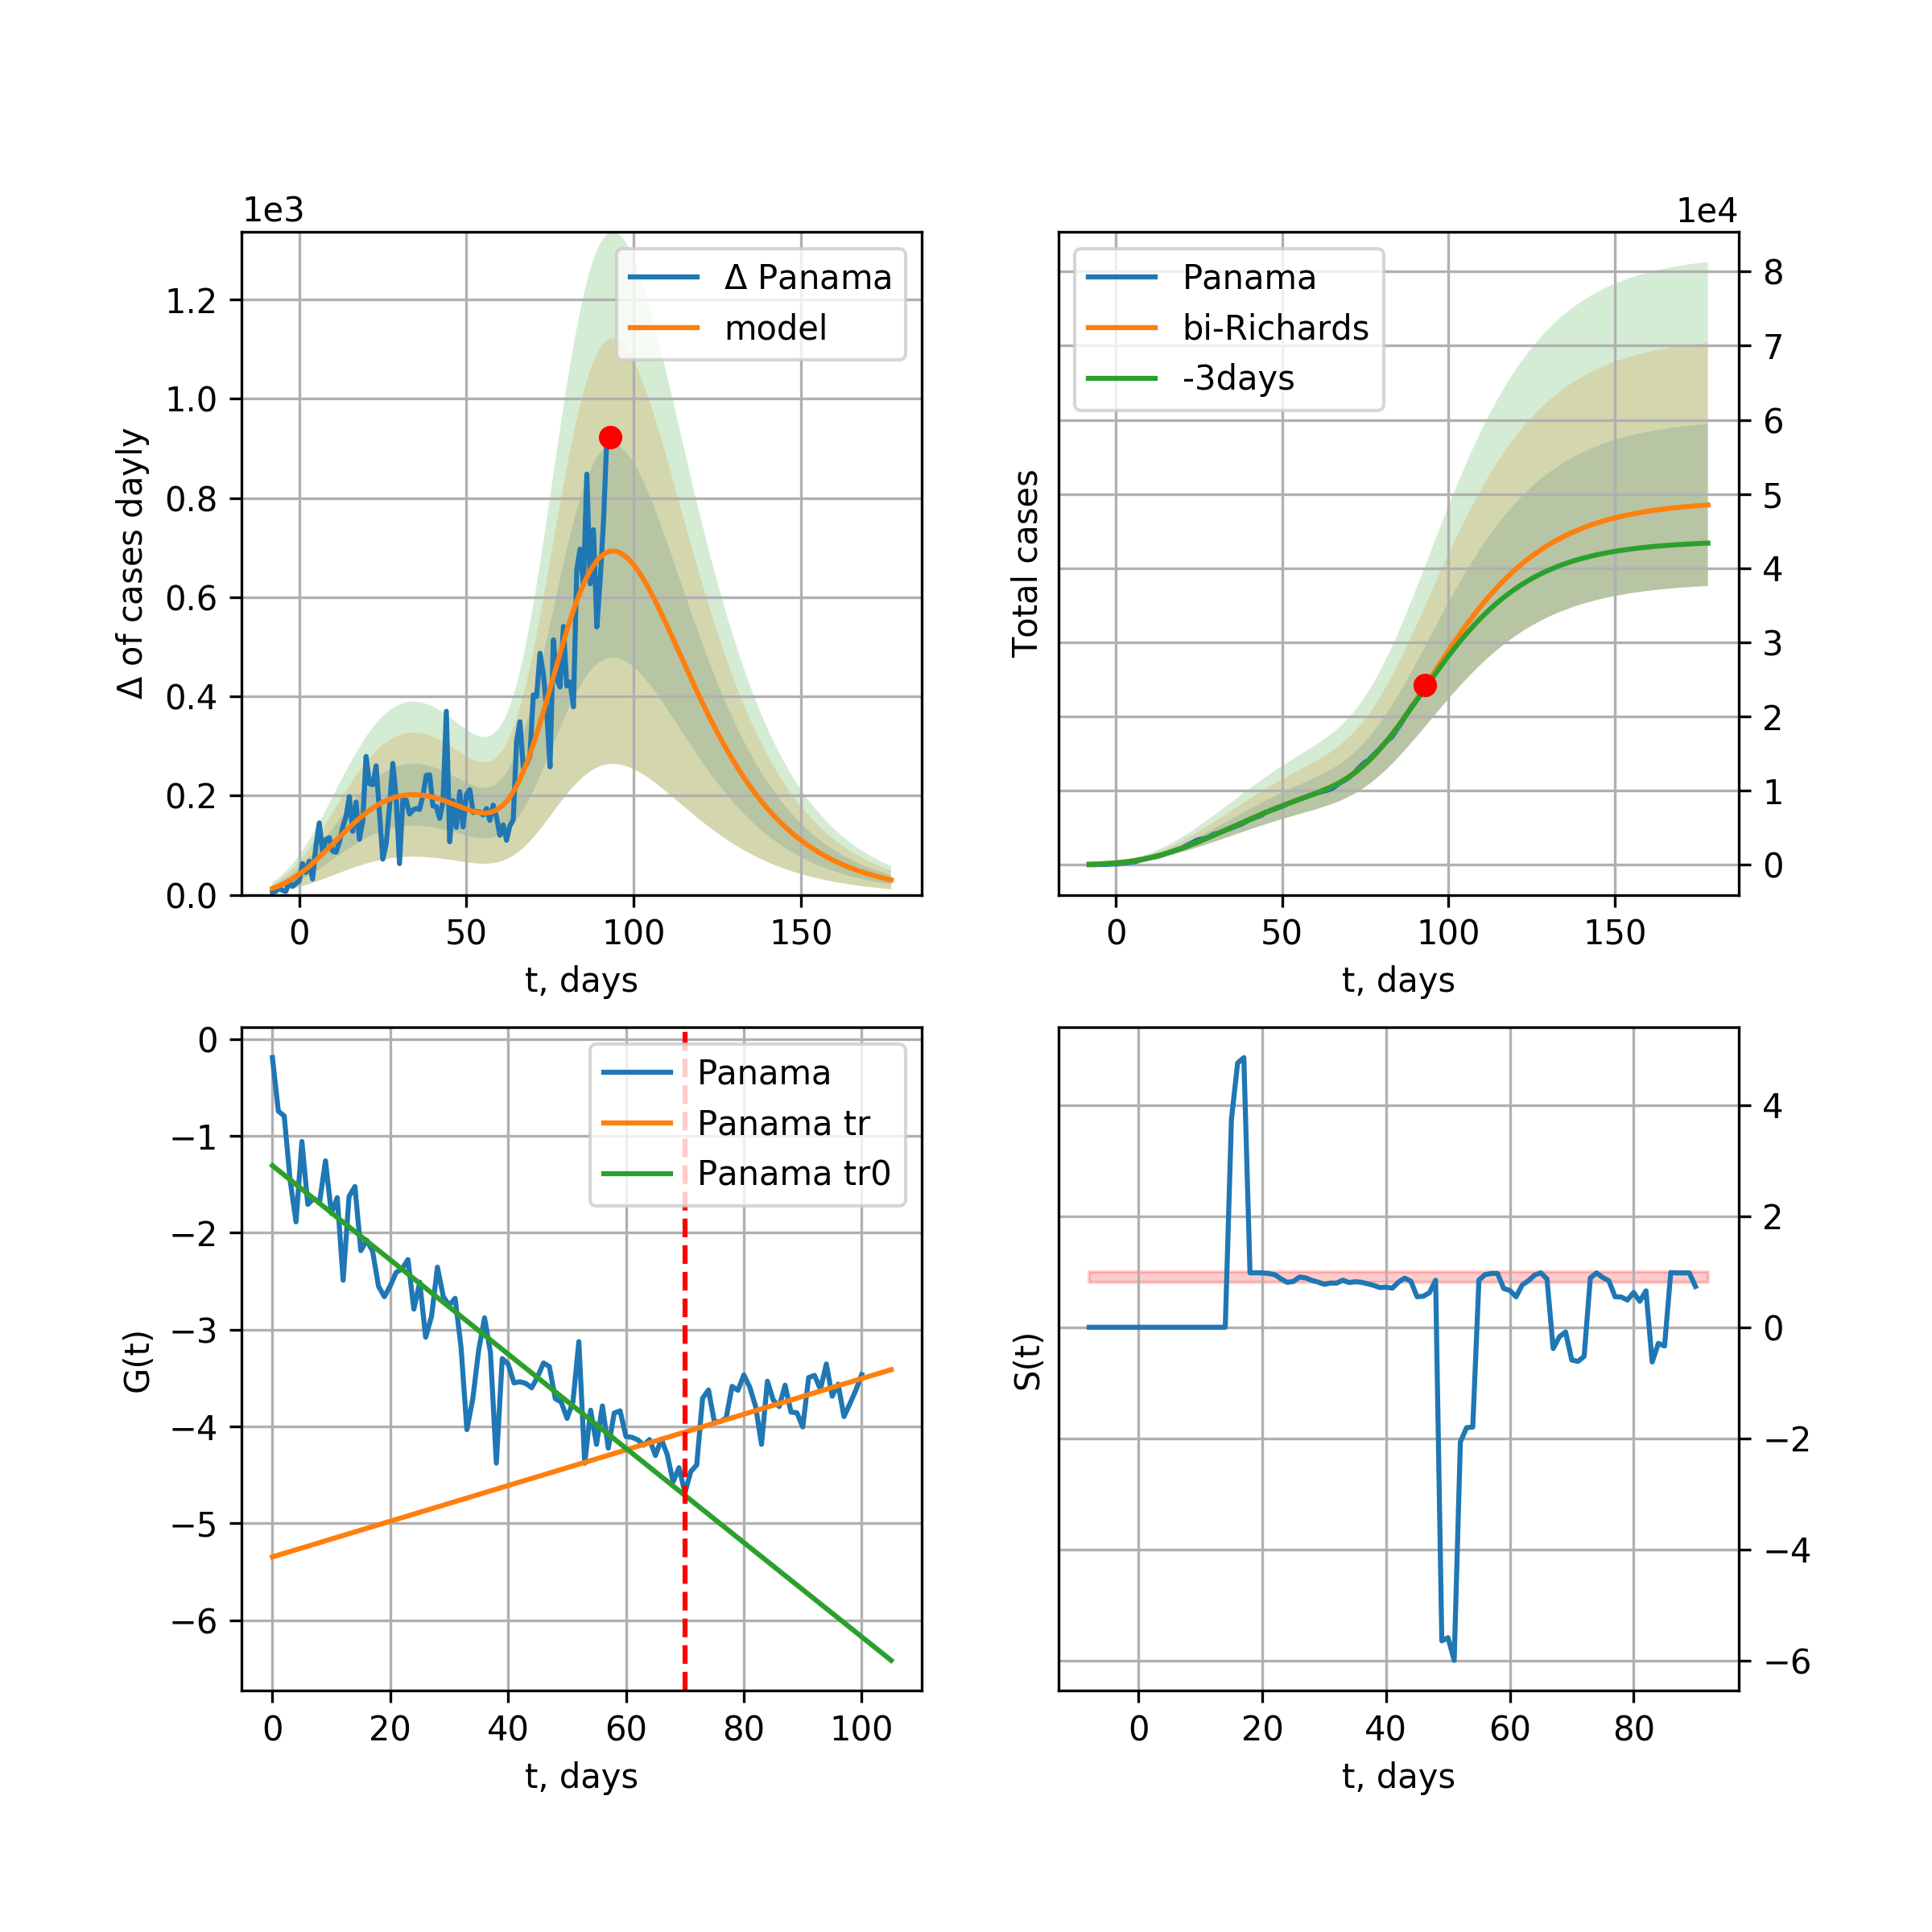 1e3
Δ of cases dayly
1.2
1.0
0.8
0.6
0.4
0.2
0.0
Δ Panama
model
0 50 100 150
t, days
1e4
Total cases
Panama
bi-Richards
-3days
8
7
6
5
4
3
2
1
0
0 50 100 150
t, days
G(t)
0
−1
−2
−3
−4
−5
−6
Panama
Panama tr
Panama tr0
0 20 40 60 80 100
t, days
S(t)
4
2
0
−2
−4
−6
0 20 40 60 80
t, days